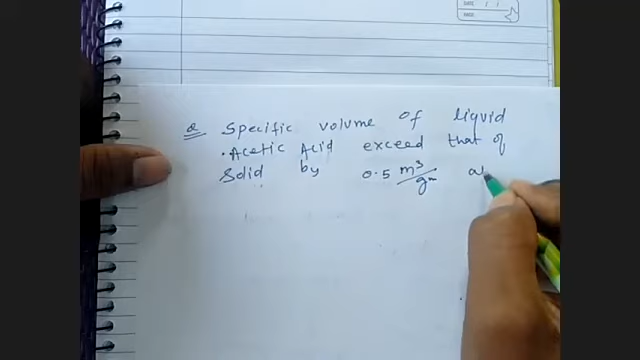 Q Specific volume of liquid
Acetic Acid exceed that of
Solid by 0.5 m³/gm